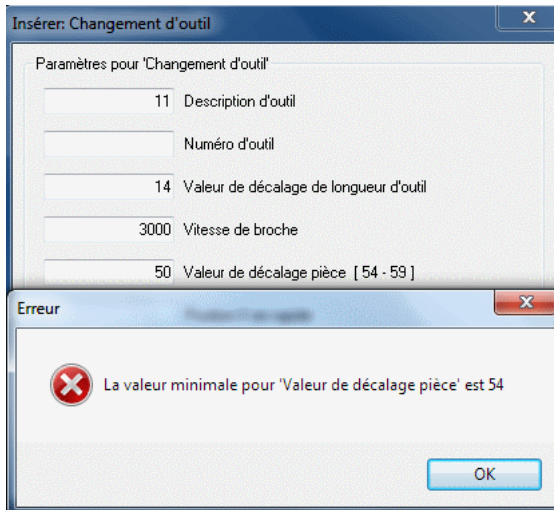 Insérer: Changement d'outil
Paramètres pour 'Changement d'outil'
11 Description d'outil
Numéro d'outil
14 Valeur de décalage de longueur d'outil
3000 Vitesse de broche
50 Valeur de décalage pièce [ 54 - 59 ]
Erreur
La valeur minimale pour 'Valeur de décalage pièce' est 54
OK